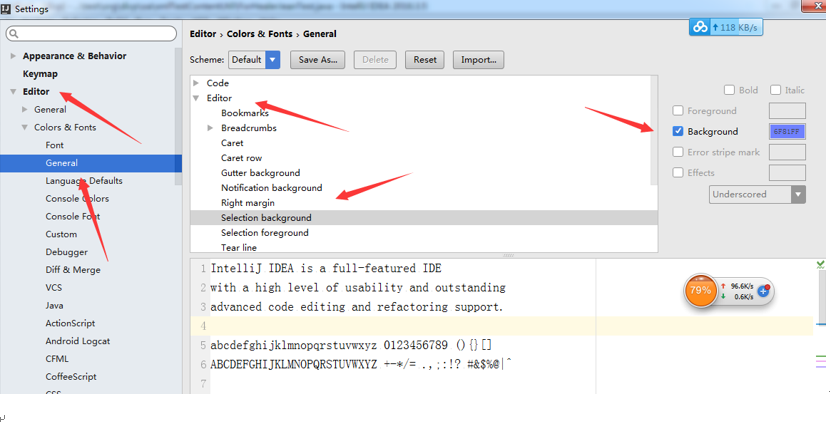 Settings
Appearance & Behavior
Keymap
Editor
General
Colors & Fonts
Font
General
Language Defaults
Console Colors
Console Font
Custom
Debugger
Diff & Merge
VCS
Java
ActionScript
Android Logcat
CFML
CoffeeScript
CSS
Editor › Colors & Fonts › General
Scheme: Default Save As... Delete Reset Import...
Code
Editor
Bookmarks
Breadcrumbs
Caret
Caret row
Gutter background
Notification background
Right margin
Selection background
Selection foreground
Tear line
118 KB/s
Bold Italic
Foreground
Background 6F81FF
Error stripe mark
Effects
Underscored
1 IntelliJ IDEA is a full-featured IDE
2 with a high level of usability and outstanding
3 advanced code editing and refactoring support.
4
5 abcdefghijklmnopqrstuvwxyz 0123456789 (){}[]
6 ABCDEFGHIJKLMNOPQRSTUVWXYZ +-*/= .,;:!? #&$%@|^
7
79%
96.6K/s
0.6K/s